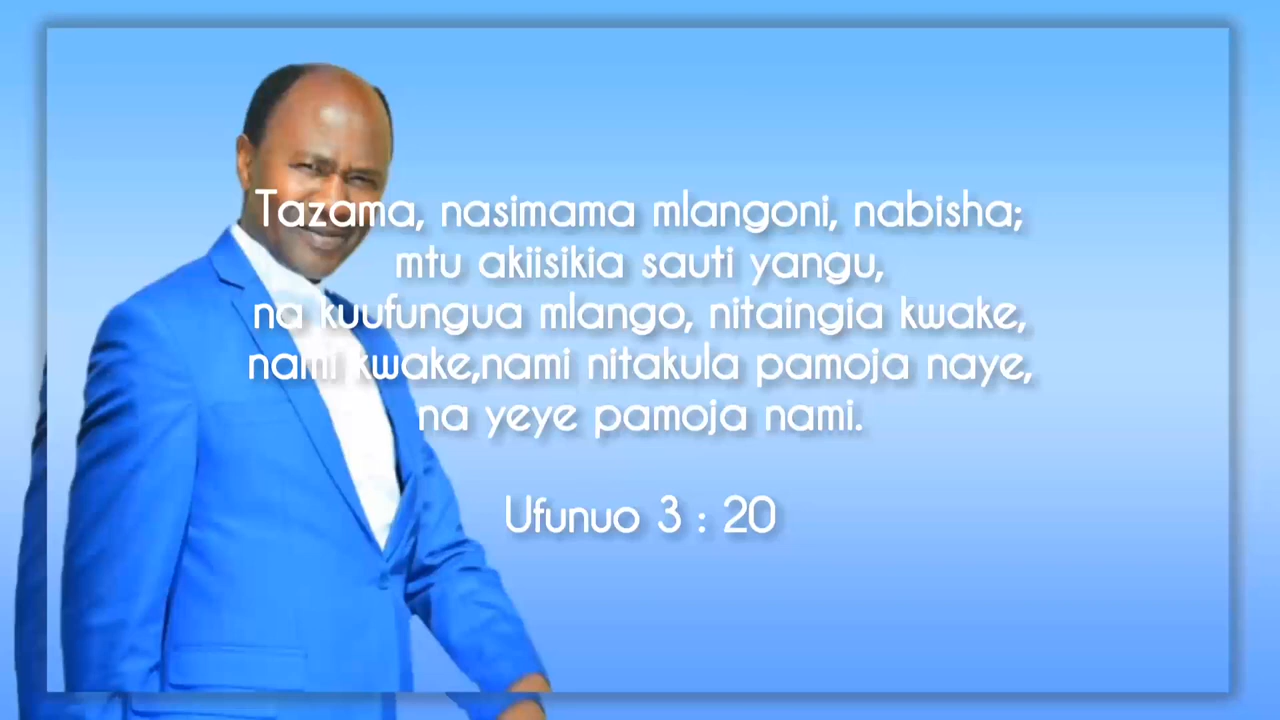 Tazama, nasimama mlangoni, nabisha;
mtu akiisikia sauti yangu,
na kuufungua mlango, nitaingia kwake,
nami kwake,nami nitakula pamoja naye,
na yeye pamoja nami.
Ufunuo 3 : 20